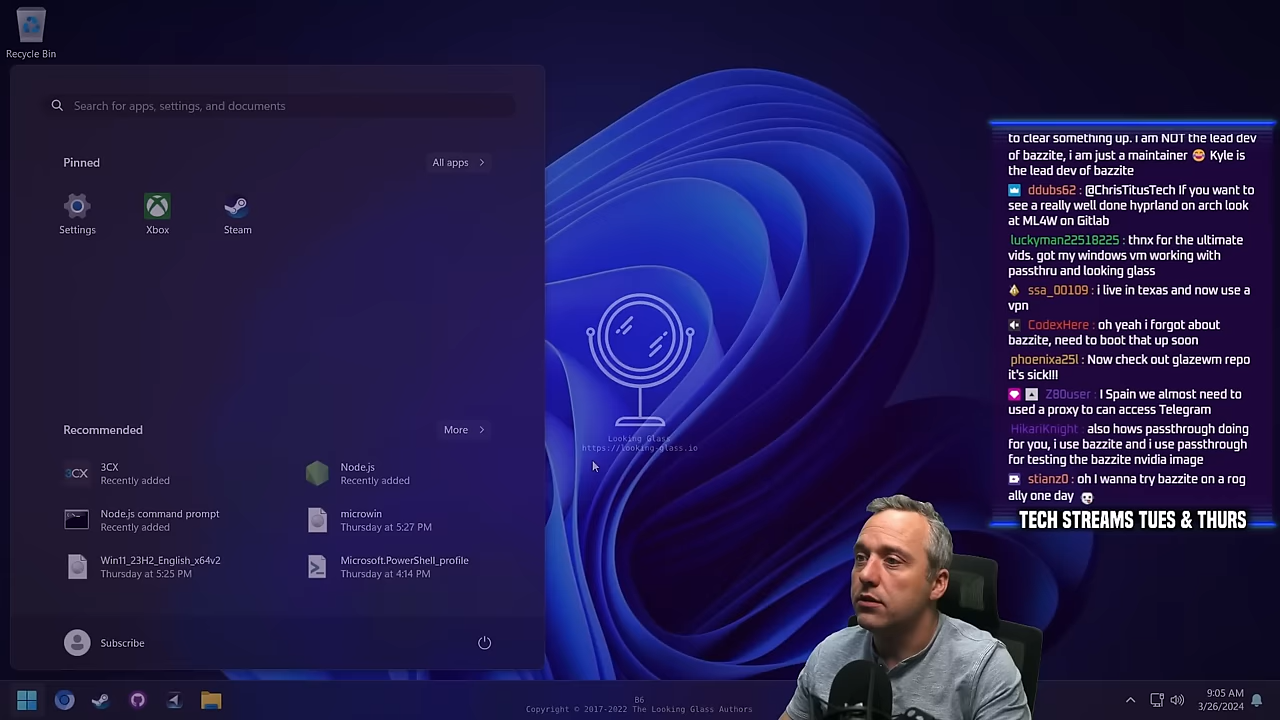 Recycle Bin
Search for apps, settings, and documents
Pinned
All apps
Settings
Xbox
Steam
Recommended
More
3CX
3CX
Recently added
Node.js
Recently added
Node.js command prompt
Recently added
microwin
Thursday at 5:27 PM
Win11_23H2_English_x64v2
Thursday at 5:25 PM
Microsoft.PowerShell_profile
Thursday at 4:14 PM
Subscribe
Looking Glass
https://looking-glass.io
to clear something up. i am NOT the lead dev
of bazzite, i am just a maintainer 😄 Kyle is
the lead dev of bazzite
ddubs62 : @ChrisTitusTech If you want to
see a really well done hyprland on arch look
at ML4W on Gitlab
luckyman22518225 : thnx for the ultimate
vids. got my windows vm working with
passthru and looking glass
ssa_00109 : i live in texas and now use a
vpn
CodexHere : oh yeah i forgot about
bazzite, need to boot that up soon
phoenixa25l : Now check out glazewm repo
it's sick!!!
Z80user : I Spain we almost need to
used a proxy to can access Telegram
HikariKnight : also hows passthrough doing
for you, i use bazzite and i use passthrough
for testing the bazzite nvidia image
stianz0 : oh I wanna try bazzite on a rog
ally one day
TECH STREAMS TUES & THURS
B6
Copyright © 2017-2022 The Looking Glass Authors
9:05 AM
3/26/2024